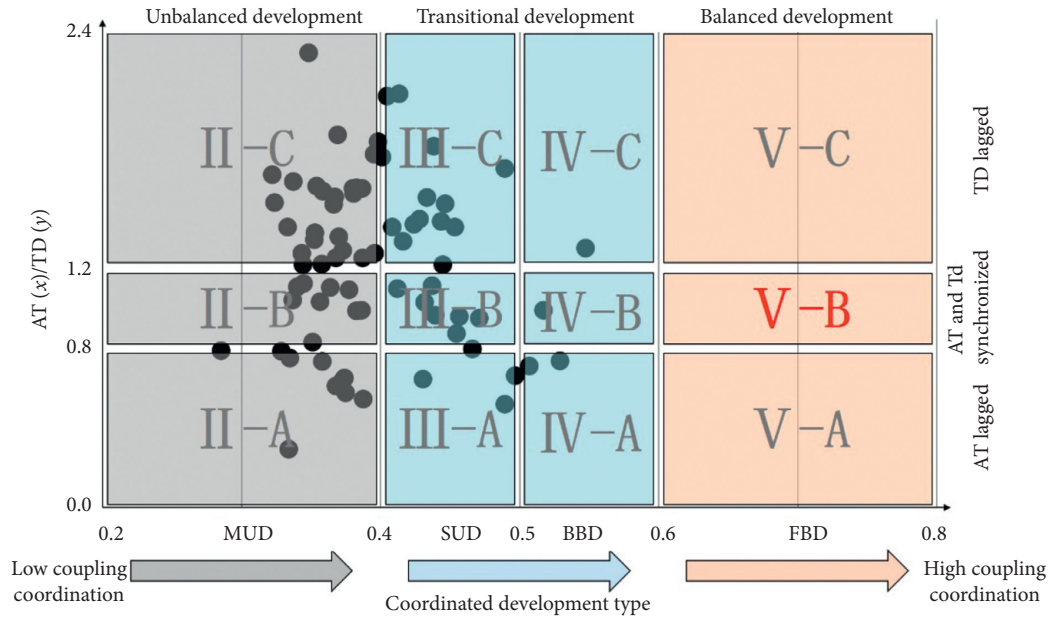 Unbalanced development
Transitional development
Balanced development
2.4
1.2
0.8
0.0
AT (x)/TD (y)
II–C
III–C
IV–C
V–C
II–B
III–B
IV–B
V–B
II–A
III–A
IV–A
V–A
TD lagged
AT and Td
synchronized
AT lagged
0.2
MUD
0.4
SUD
0.5
BBD
0.6
FBD
0.8
Low coupling
coordination
Coordinated development type
High coupling
coordination